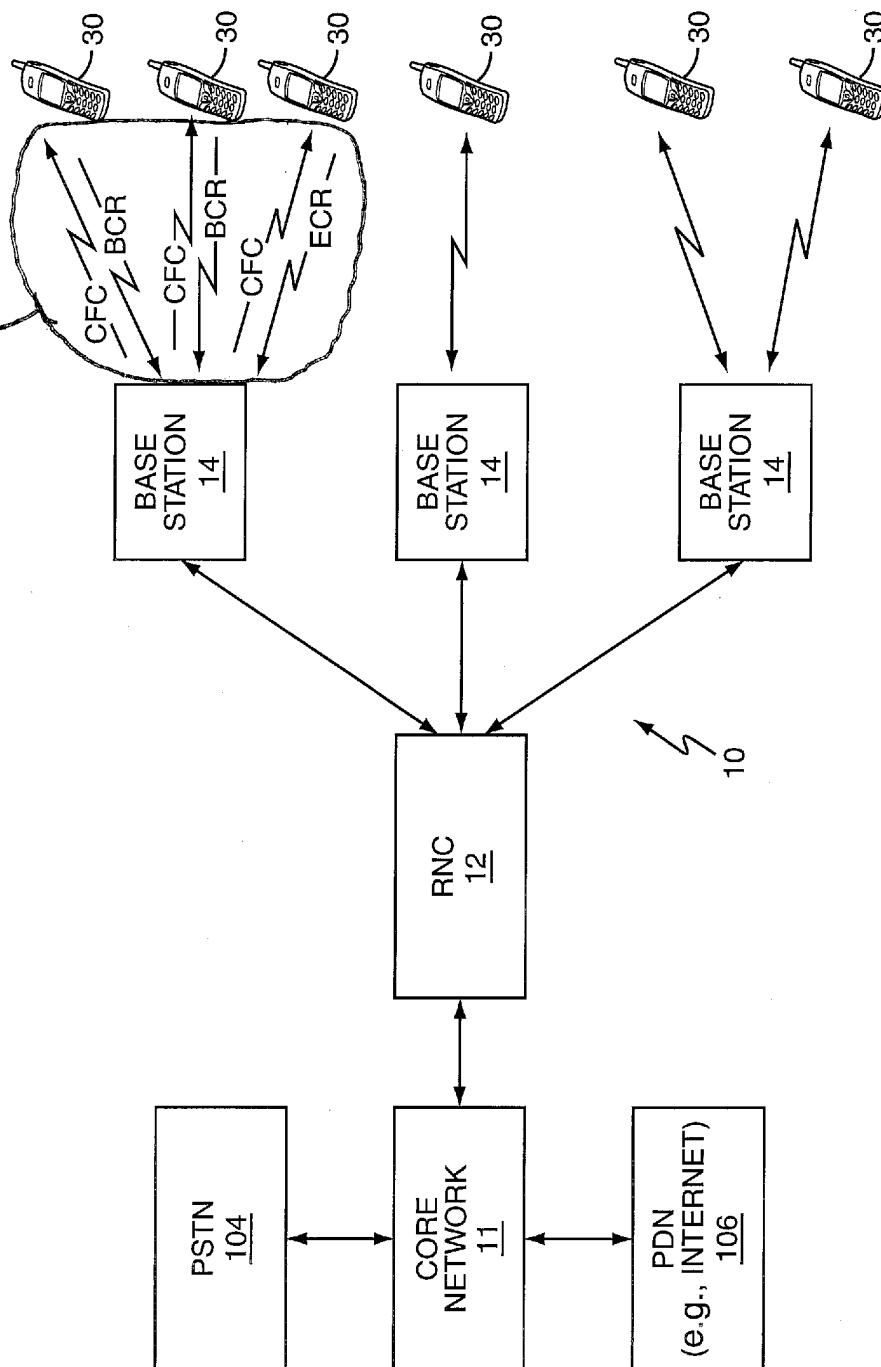 PSTN
104
CORE
NETWORK
11
PDN
(e.g., INTERNET)
106
RNC
12
10
BASE
STATION
14
BASE
STATION
14
BASE
STATION
14
CFC
BCR
CFC
BCR
CFC
ECR
30
30
30
30
30
30